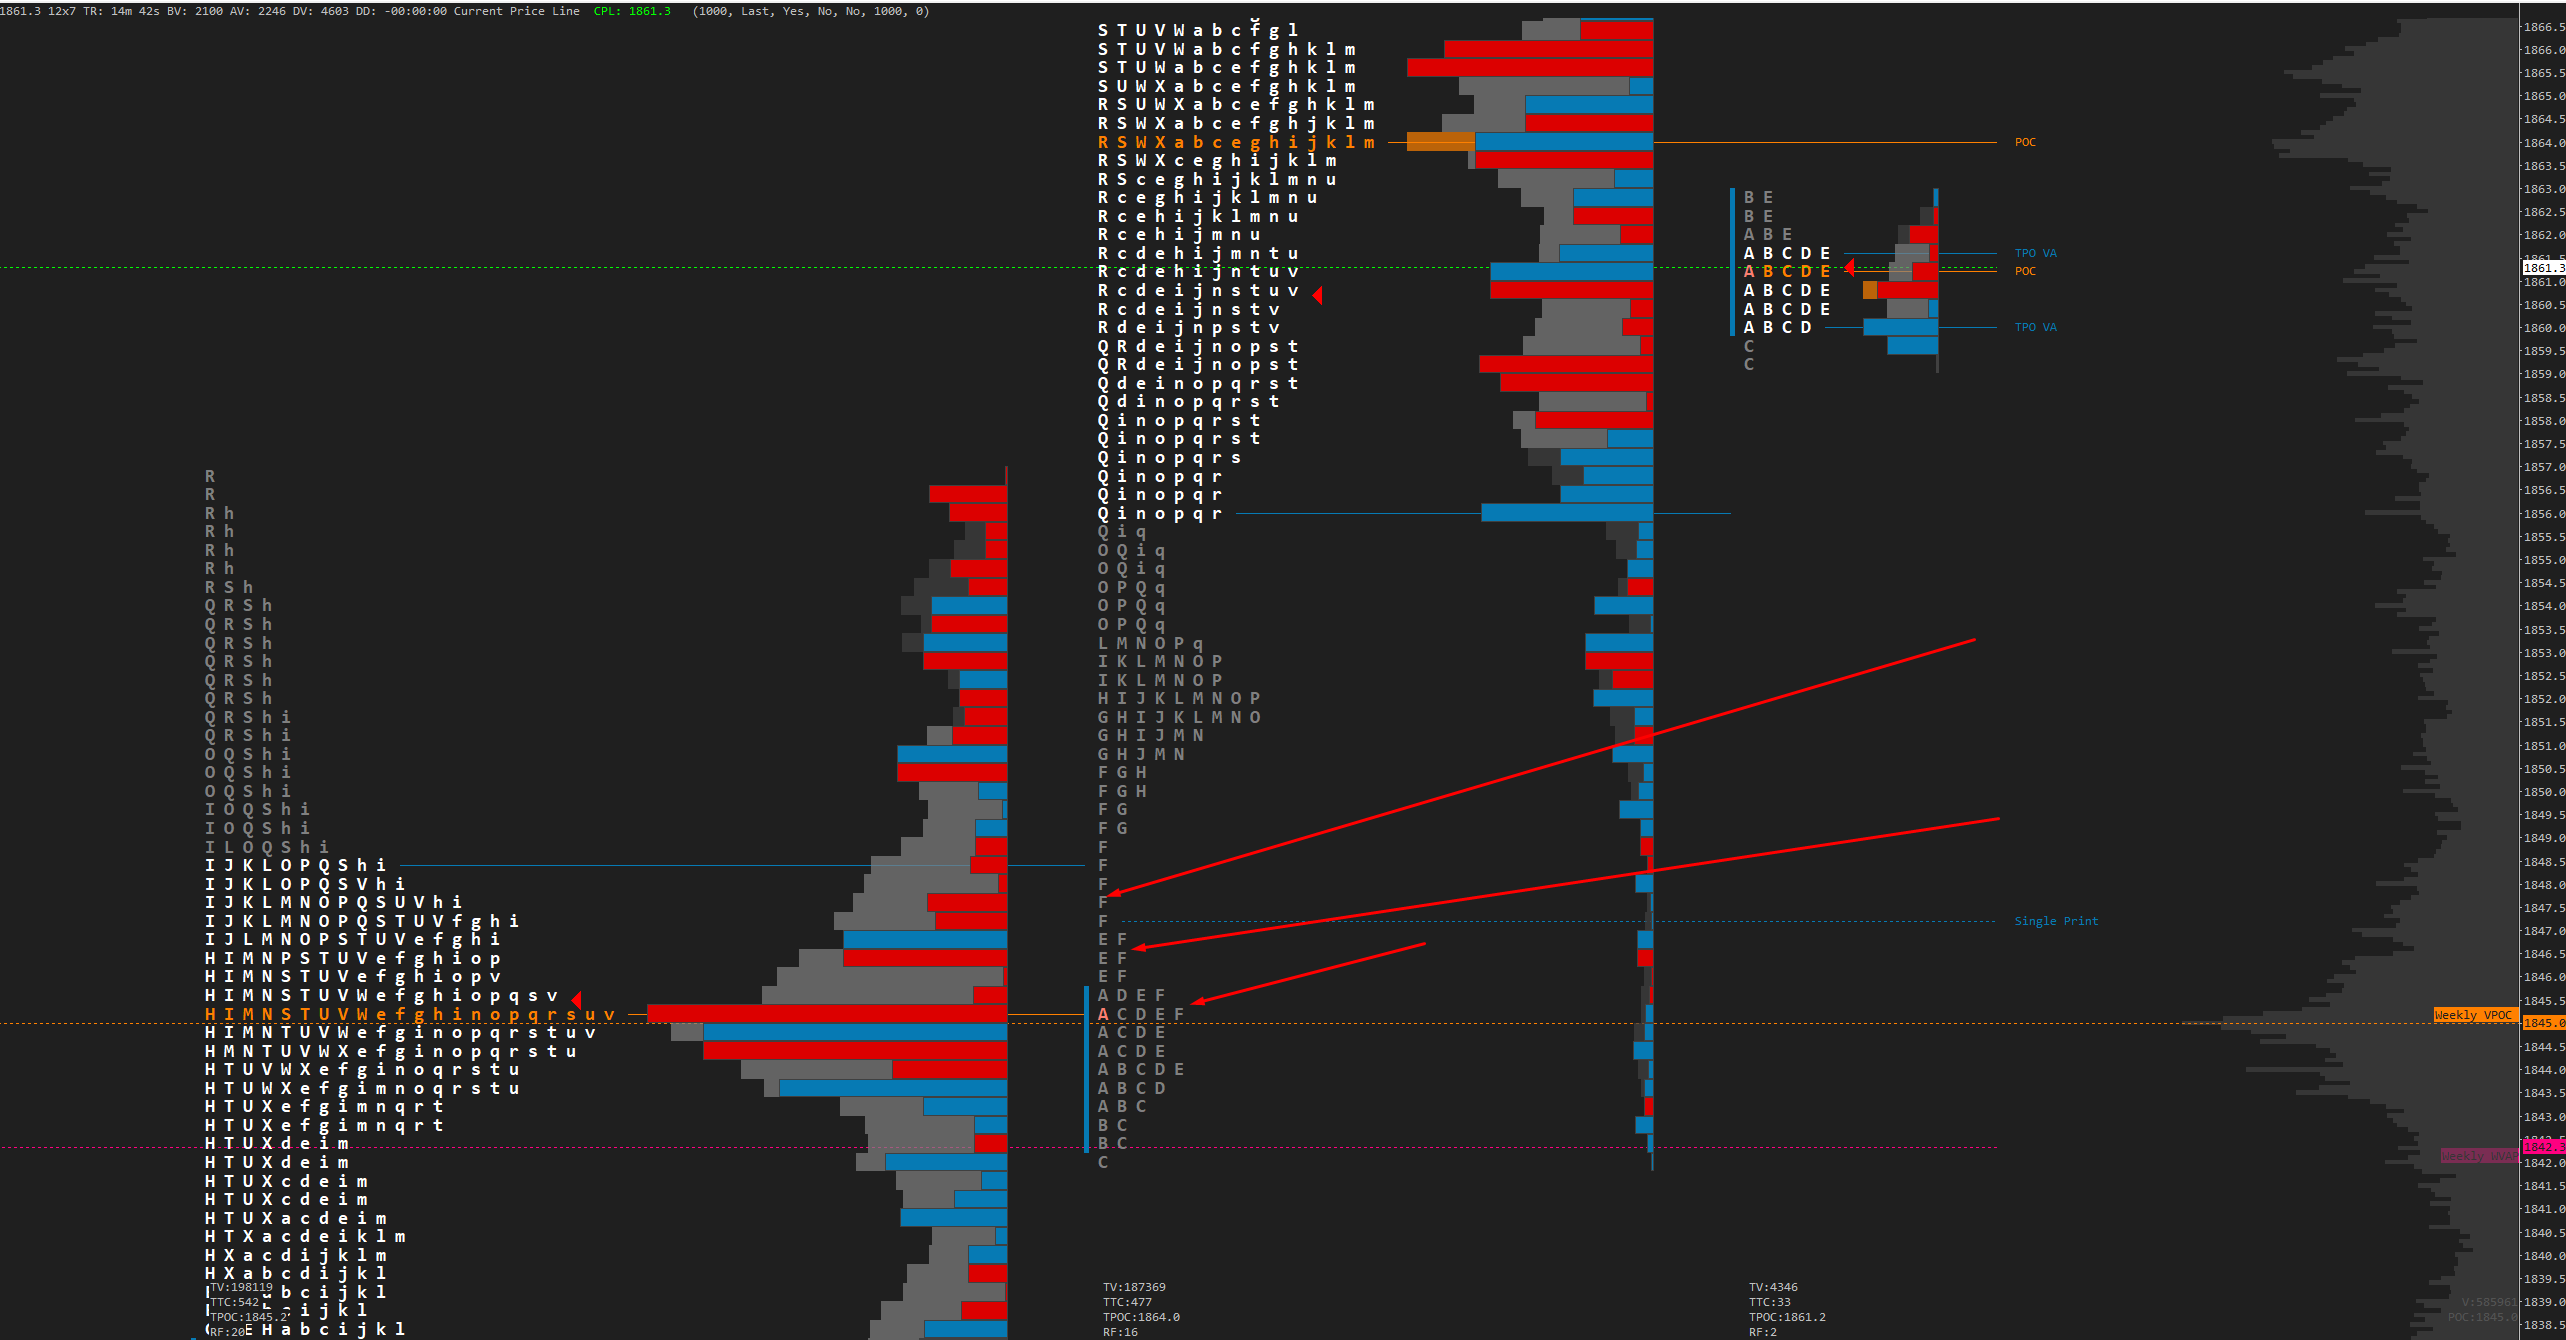 1861.3 12x7 TR: 14m 42s BV: 2100 AV: 2246 DV: 4603 DD: -00:00:00 Current Price Line CPL: 1861.3 (1000, Last, Yes, No, No, 1000, 0)
R
R
R h
R h
R h
R h
R S h
Q R S h
Q R S h
Q R S h
Q R S h
Q R S h
Q R S h
Q R S h i
Q R S h i
O Q S h i
O Q S h i
O Q S h i
I O Q S h i
I O Q S h i
I L O Q S h i
I J K L O P Q S h i
I J K L O P Q S V h i
I J K L M N O P Q S U V h i
I J K L M N O P Q S T U V f g h i
I J L M N O P S T U V e f g h i
H I M N P S T U V e f g h i o p
H I M N S T U V e f g h i o p v
H I M N S T U V W e f g h i o p q s v
H I M N S T U V W e f g h i n o p q r s u v
H I M N T U V W e f g i n o p q r s t u v
H M N T U V W X e f g i n o p q r s t u
H T U V W X e f g i n o q r s t u
H T U W X e f g i m n o q r s t u
H T U X e f g i m n q r t
H T U X e f g i m n q r t
H T U X d e i m
H T U X d e i m
H T U X c d e i m
H T U X c d e i m
H T U X a c d e i m
H T X a c d e i k l m
H X a c d i j k l m
H X a b c d i j k l
b c i j k l
i j k l
E H a b c i j k l
TV:198119
TTC:542
TPOC:1845.2
RF:20
S T U V W a b c f g l
S T U V W a b c f g h k l m
S T U W a b c e f g h k l m
S U W X a b c e f g h k l m
R S U W X a b c e f g h k l m
R S W X a b c e f g h j k l m
R S W X a b c e g h i j k l m
R S W X c e g h i j k l m
R S c e g h i j k l m n u
R c e g h i j k l m n u
R c e h i j k l m n u
R c e h i j m n u
R c d e h i j m n t u
R c d e h i j n t u v
R c d e i j n s t u v
R c d e i j n s t v
R d e i j n p s t v
Q R d e i j n o p s t
Q R d e i j n o p s t
Q d e i n o p q r s t
Q d i n o p q r s t
Q i n o p q r s t
Q i n o p q r s t
Q i n o p q r s
Q i n o p q r
Q i n o p q r
Q i n o p q r
Q i q
O Q i q
O Q i q
O P Q q
O P Q q
O P Q q
L M N O P q
I K L M N O P
I K L M N O P
H I J K L M N O P
G H I J K L M N O
G H I J M N
G H J M N
F G H
F G H
F G
F G
F
F
F
F
F
E F
E F
E F
A D E F
A C D E F
A C D E
A C D E
A B C D E
A B C D
A B C
B C
B C
C
TV:187369
TTC:477
TPOC:1864.0
RF:16
B E
B E
A B E
A B C D E
A B C D E
A B C D E
A B C D E
A B C D
C
C
TV:4346
TTC:33
TPOC:1861.2
RF:2
POC
TPO VA
POC
TPO VA
Single Print
Weekly VPOC
Weekly WVAP
V:585961
POC:1845.0
1866.5
1866.0
1865.5
1865.0
1864.5
1864.0
1863.5
1863.0
1862.5
1862.0
1861.3
1861.0
1860.5
1860.0
1859.5
1859.0
1858.5
1858.0
1857.5
1857.0
1856.5
1856.0
1855.5
1855.0
1854.5
1854.0
1853.5
1853.0
1852.5
1852.0
1851.5
1851.0
1850.5
1850.0
1849.5
1849.0
1848.5
1848.0
1847.5
1847.0
1846.5
1846.0
1845.5
1845.0
1844.5
1844.0
1843.5
1843.0
1842.3
1842.0
1841.5
1841.0
1840.5
1840.0
1839.5
1839.0
1838.5